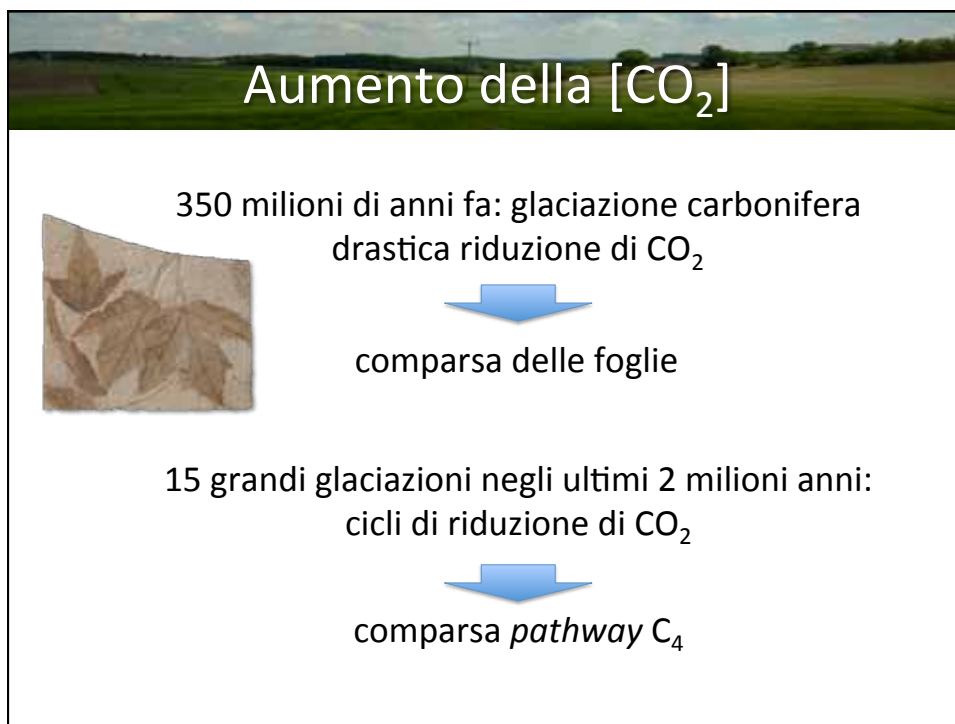 Aumento della [CO₂]
350 milioni di anni fa: glaciazione carbonifera
drastica riduzione di CO₂
comparsa delle foglie
15 grandi glaciazioni negli ultimi 2 milioni anni:
cicli di riduzione di CO₂
comparsa pathway C₄